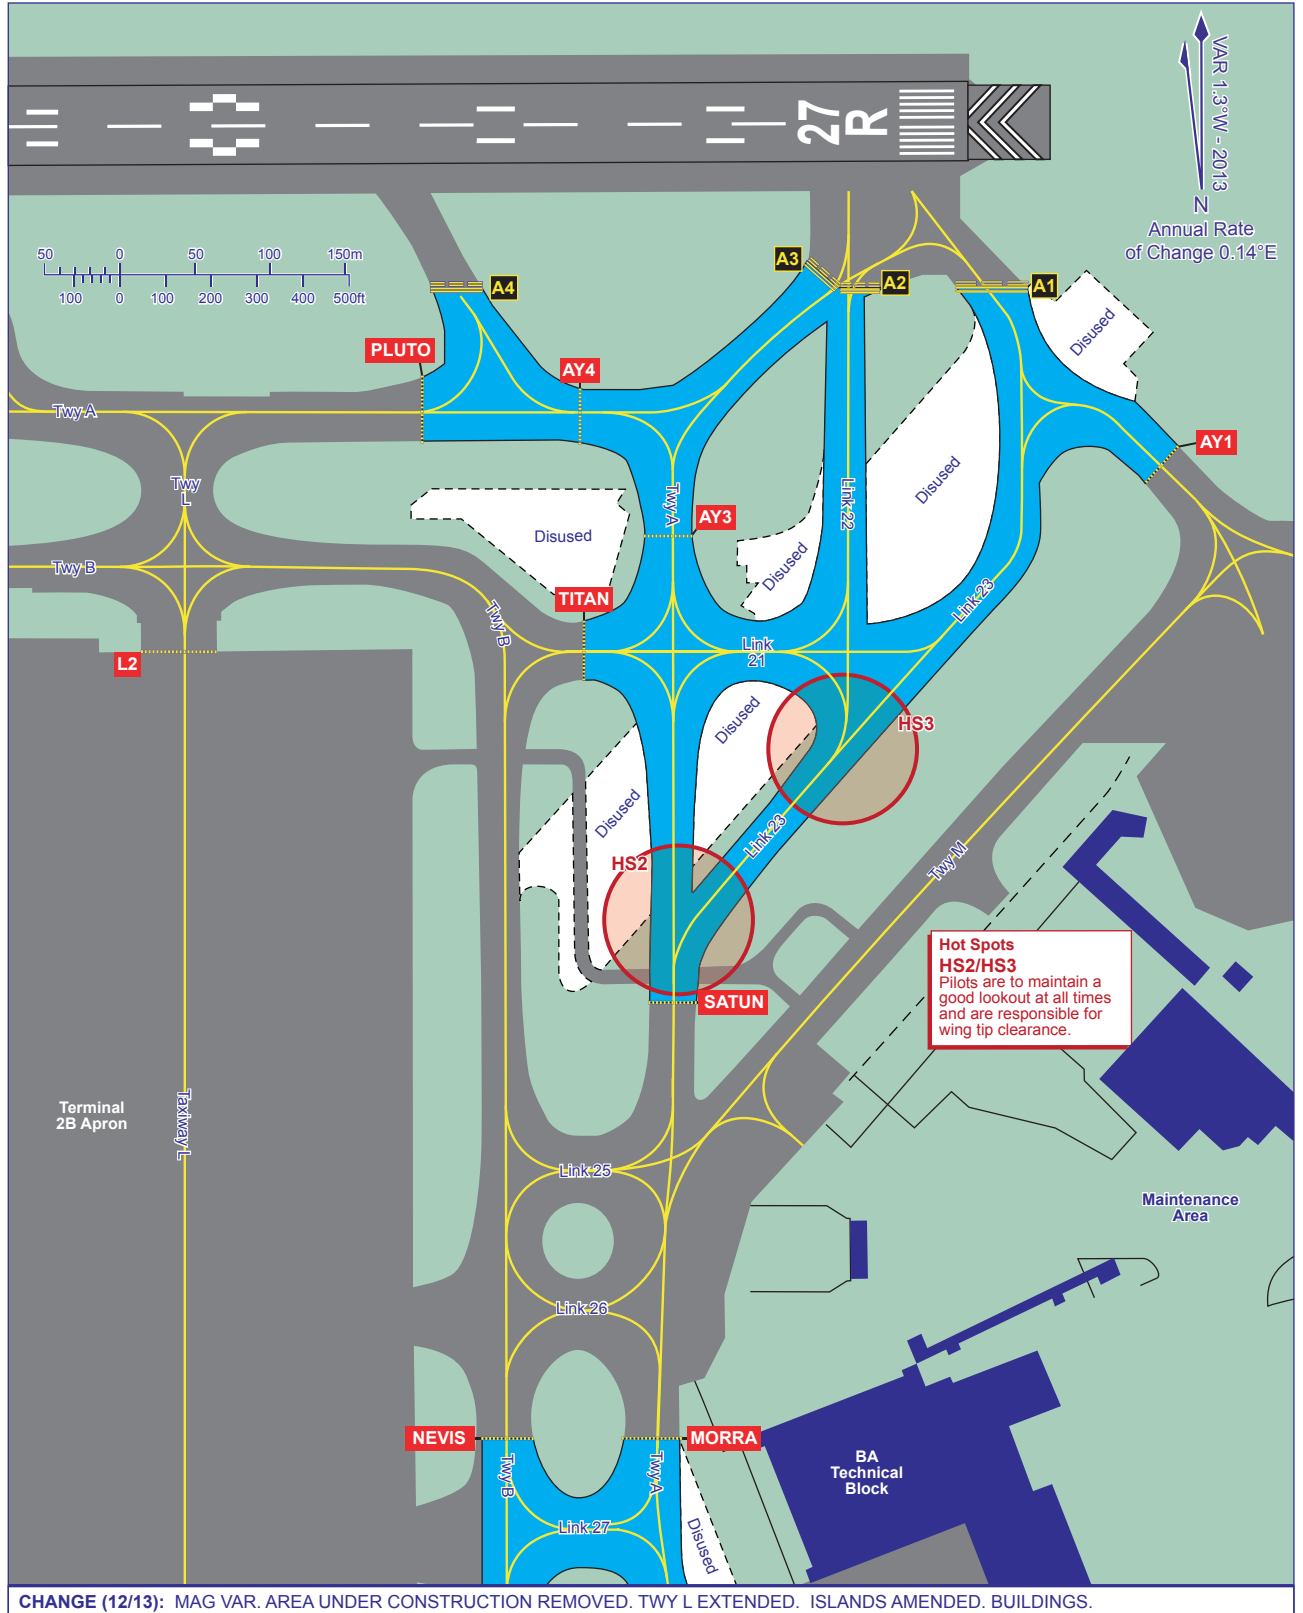 27
R
VAR 1.3°W - 2013
N
Annual Rate
of Change 0.14°E
50 0 50 100 150m
100 0 100 200 300 400 500ft
A4
A3
A2
A1
PLUTO
AY4
AY3
AY1
TITAN
L2
Twy A
Twy
L
Twy B
Twy B
Twy A
Link 22
Link 23
Link
21
Disused
Disused
Disused
Disused
Disused
Disused
HS3
HS2
Link 23
Twy M
SATUN
Hot Spots
HS2/HS3
Pilots are to maintain a
good lookout at all times
and are responsible for
wing tip clearance.
Terminal
2B Apron
Taxiway L
Link 25
Link 26
Maintenance
Area
NEVIS
MORRA
BA
Technical
Block
Twy B
Twy A
Link 27
Disused
CHANGE (12/13): MAG VAR. AREA UNDER CONSTRUCTION REMOVED. TWY L EXTENDED. ISLANDS AMENDED. BUILDINGS.